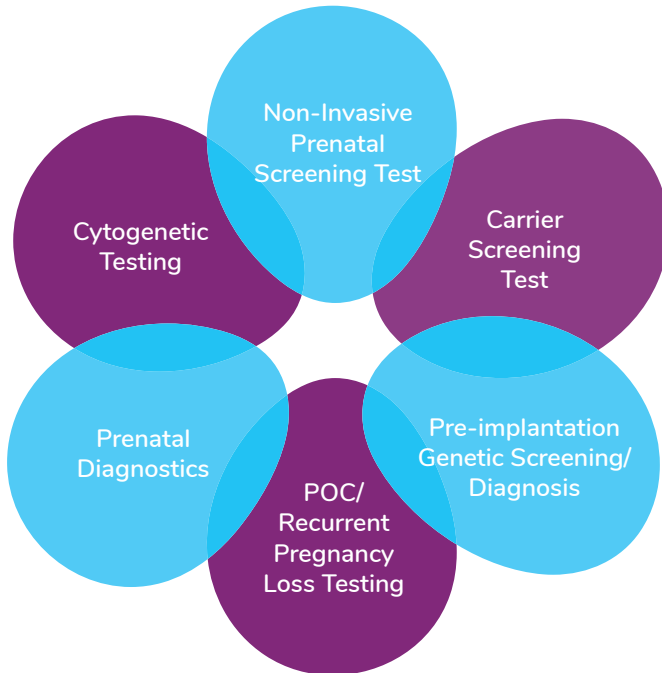 Non-Invasive
Prenatal
Screening Test
Carrier
Screening
Test
Pre-implantation
Genetic Screening/
Diagnosis
POC/
Recurrent
Pregnancy
Loss Testing
Prenatal
Diagnostics
Cytogenetic
Testing